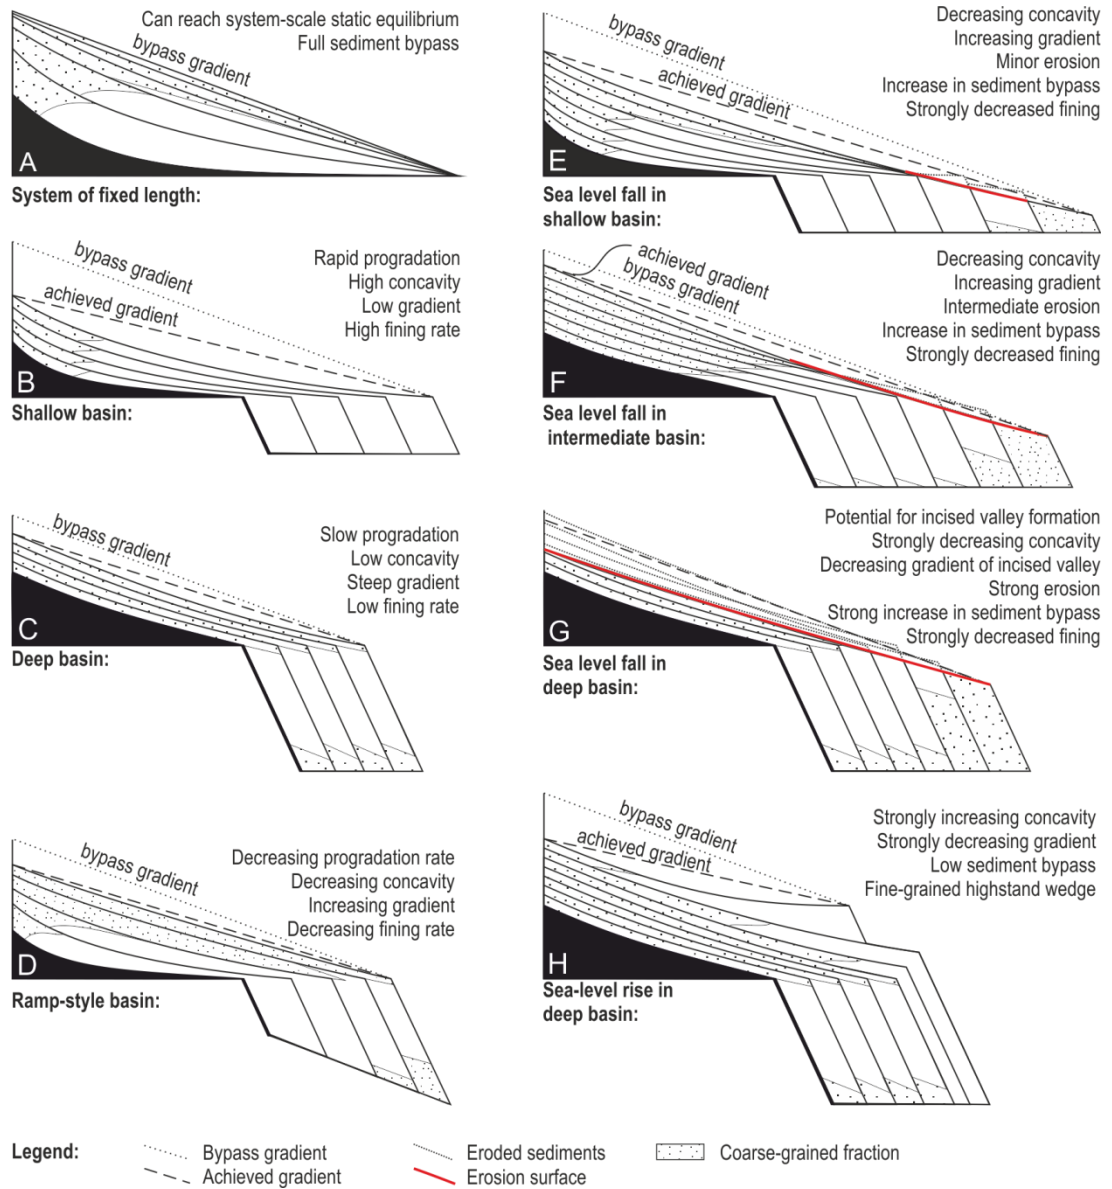 Can reach system-scale static equilibrium
Full sediment bypass
bypass gradient
A
System of fixed length:
bypass gradient
Rapid progradation
High concavity
Low gradient
High fining rate
achieved gradient
B
Shallow basin:
bypass gradient
Slow progradation
Low concavity
Steep gradient
Low fining rate
C
Deep basin:
bypass gradient
Decreasing progradation rate
Decreasing concavity
Increasing gradient
Decreasing fining rate
D
Ramp-style basin:
Decreasing concavity
Increasing gradient
Minor erosion
Increase in sediment bypass
Strongly decreased fining
bypass gradient
achieved gradient
E
Sea level fall in
shallow basin:
achieved gradient
bypass gradient
Decreasing concavity
Increasing gradient
Intermediate erosion
Increase in sediment bypass
Strongly decreased fining
F
Sea level fall in
intermediate basin:
Potential for incised valley formation
Strongly decreasing concavity
Decreasing gradient of incised valley
Strong erosion
Strong increase in sediment bypass
Strongly decreased fining
G
Sea level fall in
deep basin:
bypass gradient
achieved gradient
Strongly increasing concavity
Strongly decreasing gradient
Low sediment bypass
Fine-grained highstand wedge
H
Sea-level rise in
deep basin:
Legend:
Bypass gradient
Achieved gradient
Eroded sediments
Erosion surface
Coarse-grained fraction